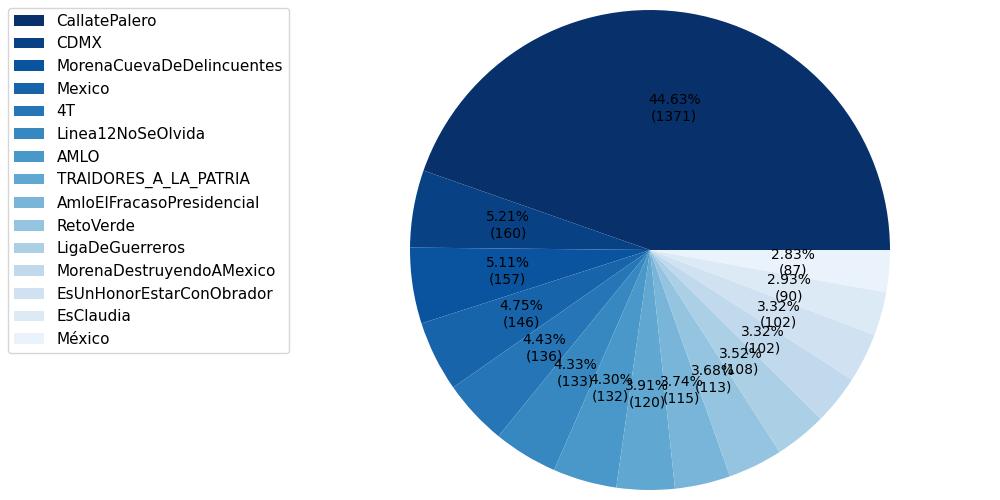 CallatePalero
CDMX
MorenaCuevaDeDelincuentes
Mexico
4T
Linea12NoSeOlvida
AMLO
TRAIDORES_A_LA_PATRIA
AmloElFracasoPresidencial
RetoVerde
LigaDeGuerreros
MorenaDestruyendoAMexico
EsUnHonorEstarConObrador
EsClaudia
México
44.63%
(1371)
5.21%
(160)
5.11%
(157)
4.75%
(146)
4.43%
(136)
4.33%
(133)
4.30%
(132)
3.91%
(120)
3.74%
(115)
3.68%
(113)
3.52%
(108)
3.32%
(102)
3.32%
(102)
2.93%
(90)
2.83%
(87)